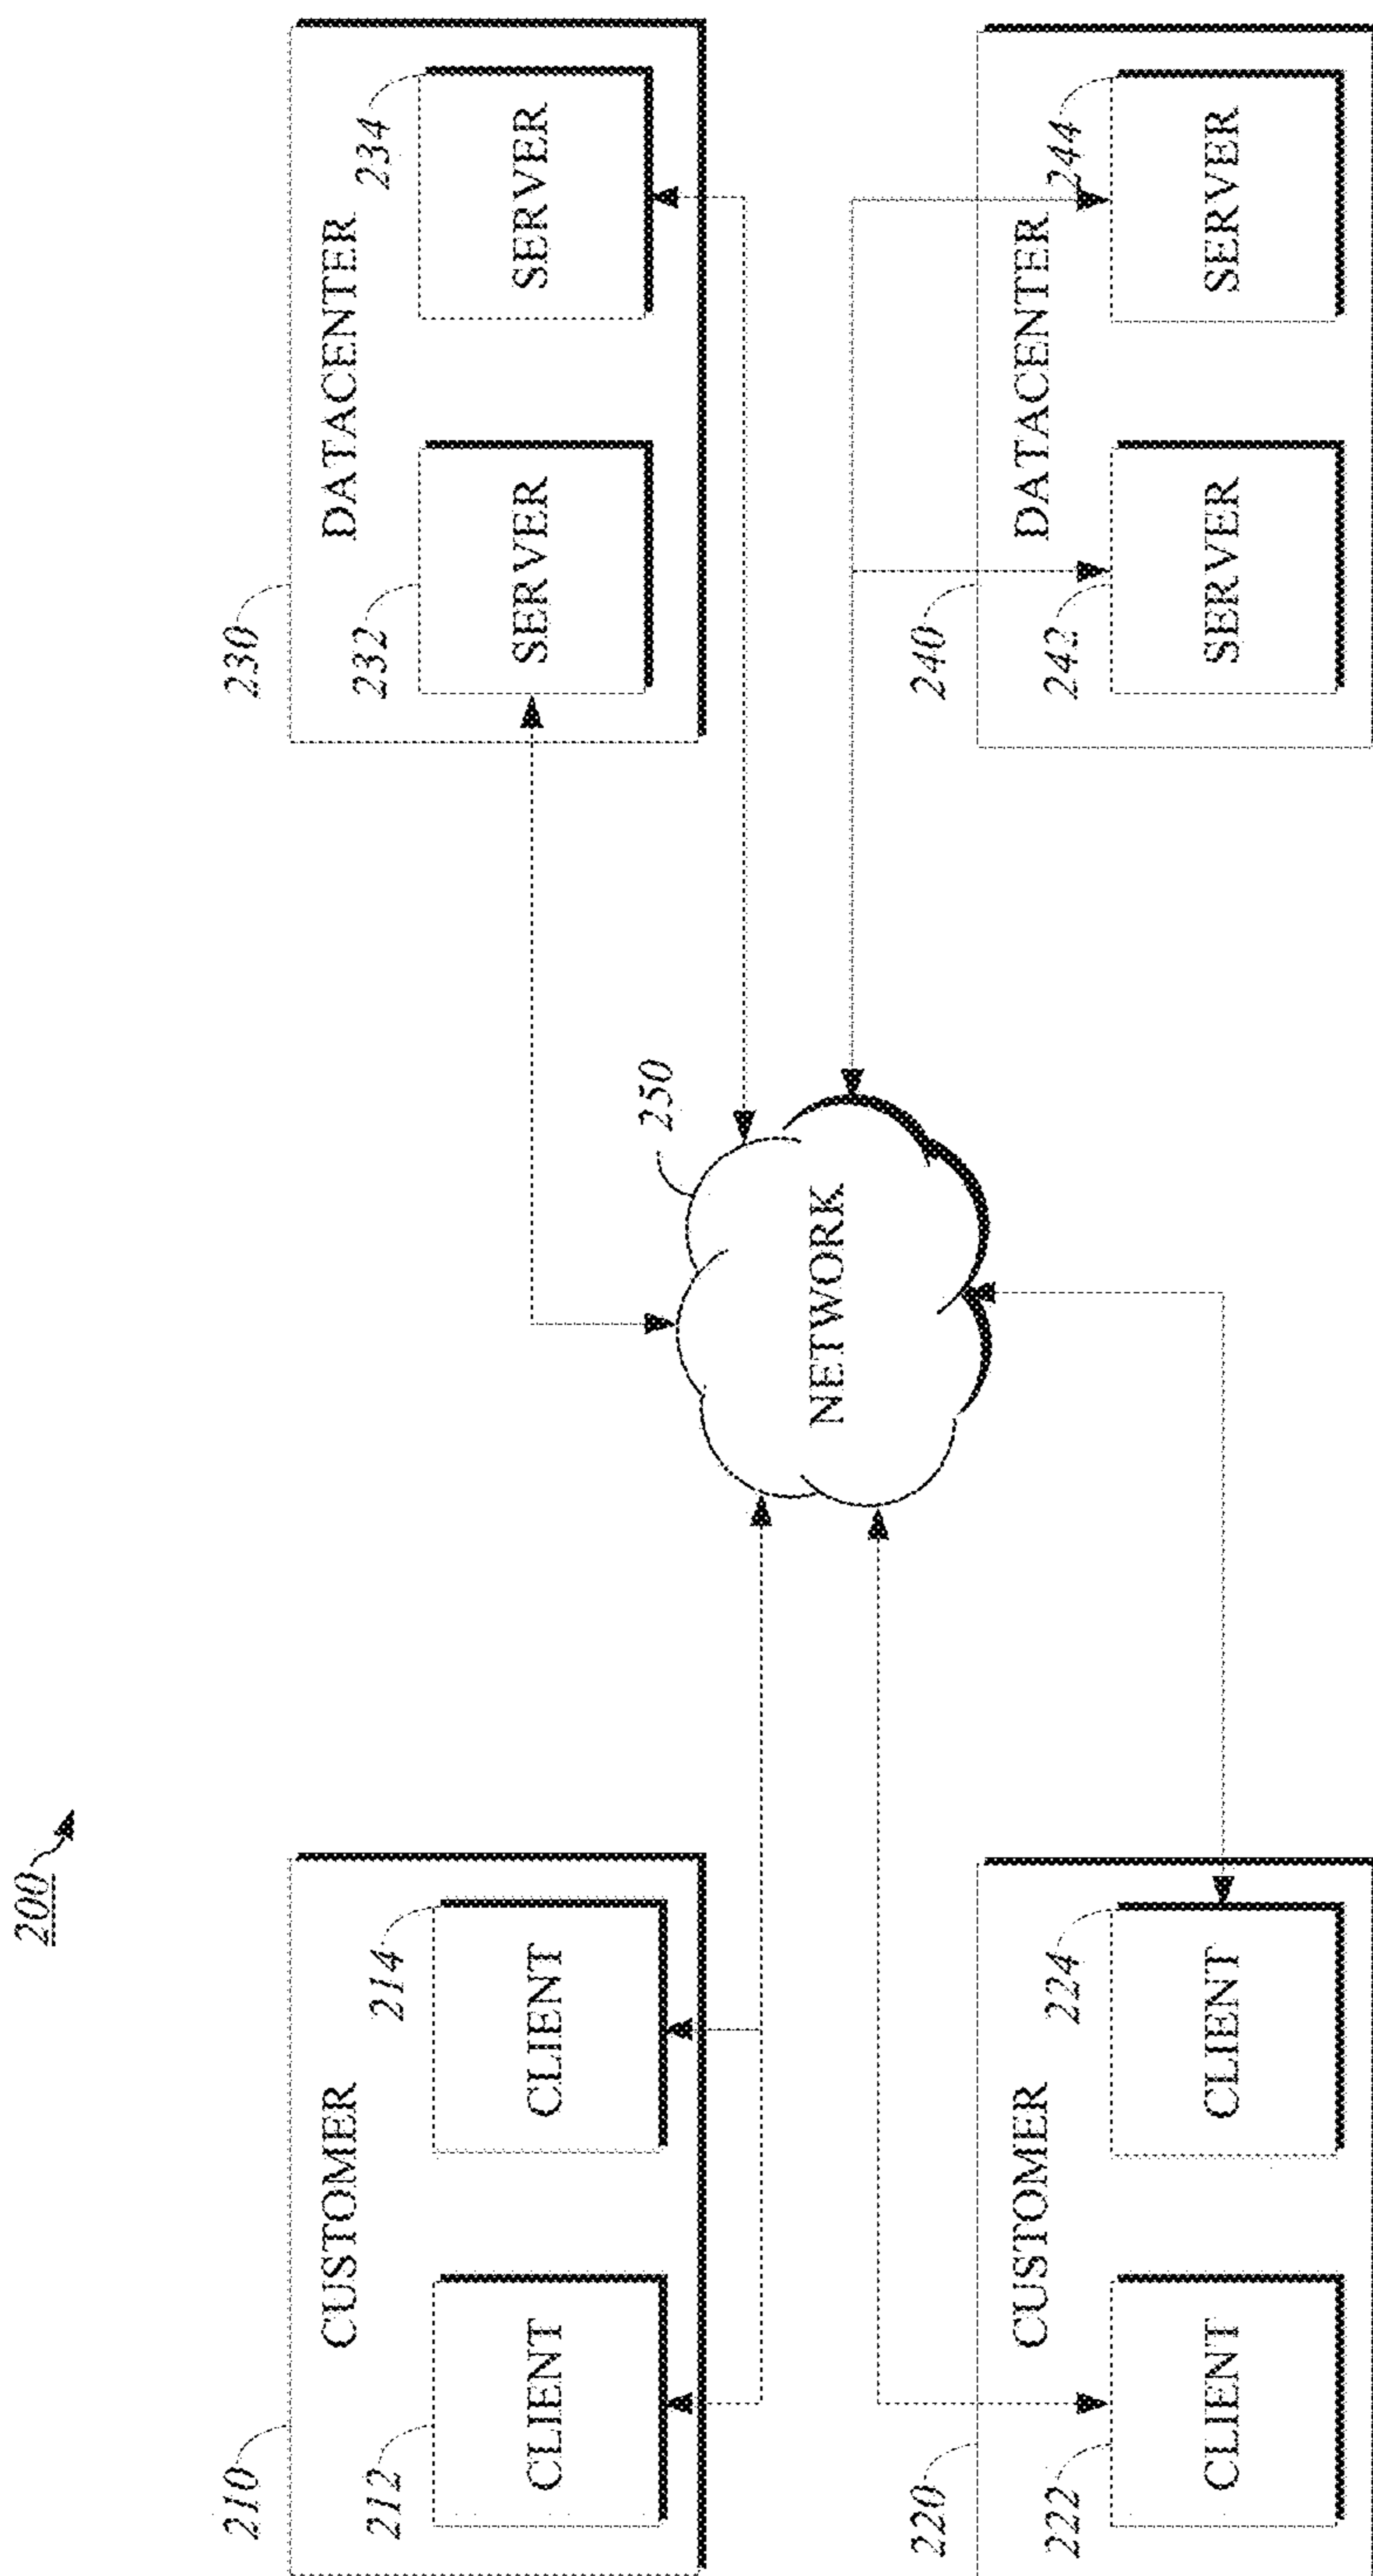 200
210
CUSTOMER
212
CLIENT
214
CLIENT
220
CUSTOMER
222
CLIENT
224
CLIENT
250
NETWORK
230
DATACENTER
232
SERVER
234
SERVER
240
DATACENTER
242
SERVER
244
SERVER